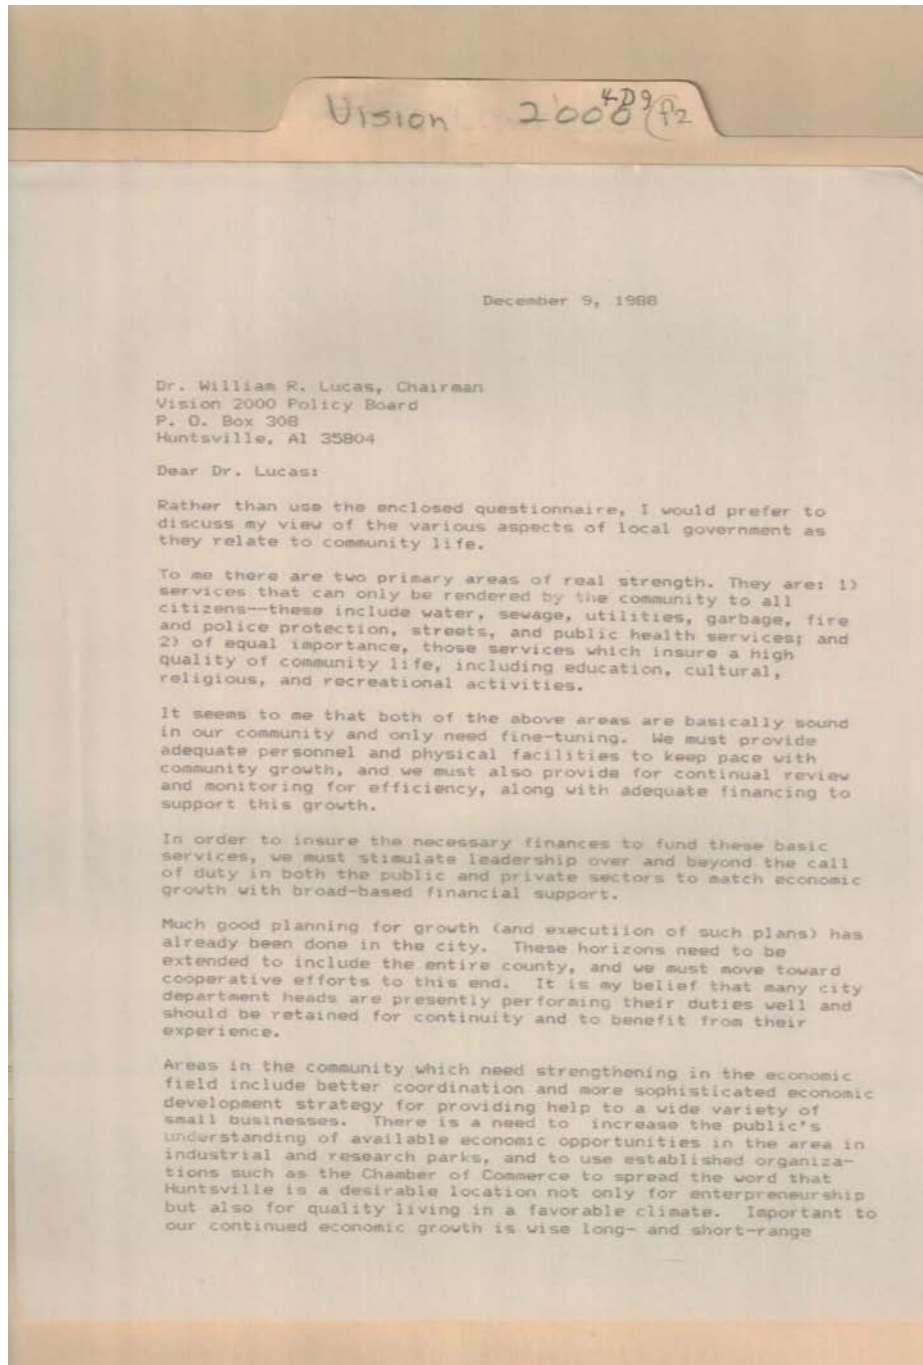 Vision 2000 4D9 f2
December 9, 1988
Dr. William R. Lucas, Chairman
Vision 2000 Policy Board
P. O. Box 308
Huntsville, Al 35804
Dear Dr. Lucas:
Rather than use the enclosed questionnaire, I would prefer to
discuss my view of the various aspects of local government as
they relate to community life.
To me there are two primary areas of real strength. They are: 1)
services that can only be rendered by the community to all
citizens--these include water, sewage, utilities, garbage, fire
and police protection, streets, and public health services; and
2) of equal importance, those services which insure a high
quality of community life, including education, cultural,
religious, and recreational activities.
It seems to me that both of the above areas are basically sound
in our community and only need fine-tuning. We must provide
adequate personnel and physical facilities to keep pace with
community growth, and we must also provide for continual review
and monitoring for efficiency, along with adequate financing to
support this growth.
In order to insure the necessary finances to fund these basic
services, we must stimulate leadership over and beyond the call
of duty in both the public and private sectors to match economic
growth with broad-based financial support.
Much good planning for growth (and executiion of such plans) has
already been done in the city. These horizons need to be
extended to include the entire county, and we must move toward
cooperative efforts to this end. It is my belief that many city
department heads are presently performing their duties well and
should be retained for continuity and to benefit from their
experience.
Areas in the community which need strengthening in the economic
field include better coordination and more sophisticated economic
development strategy for providing help to a wide variety of
small businesses. There is a need to increase the public's
understanding of available economic opportunities in the area in
industrial and research parks, and to use established organiza-
tions such as the Chamber of Commerce to spread the word that
Huntsville is a desirable location not only for enterpreneurship
but also for quality living in a favorable climate. Important to
our continued economic growth is wise long- and short-range